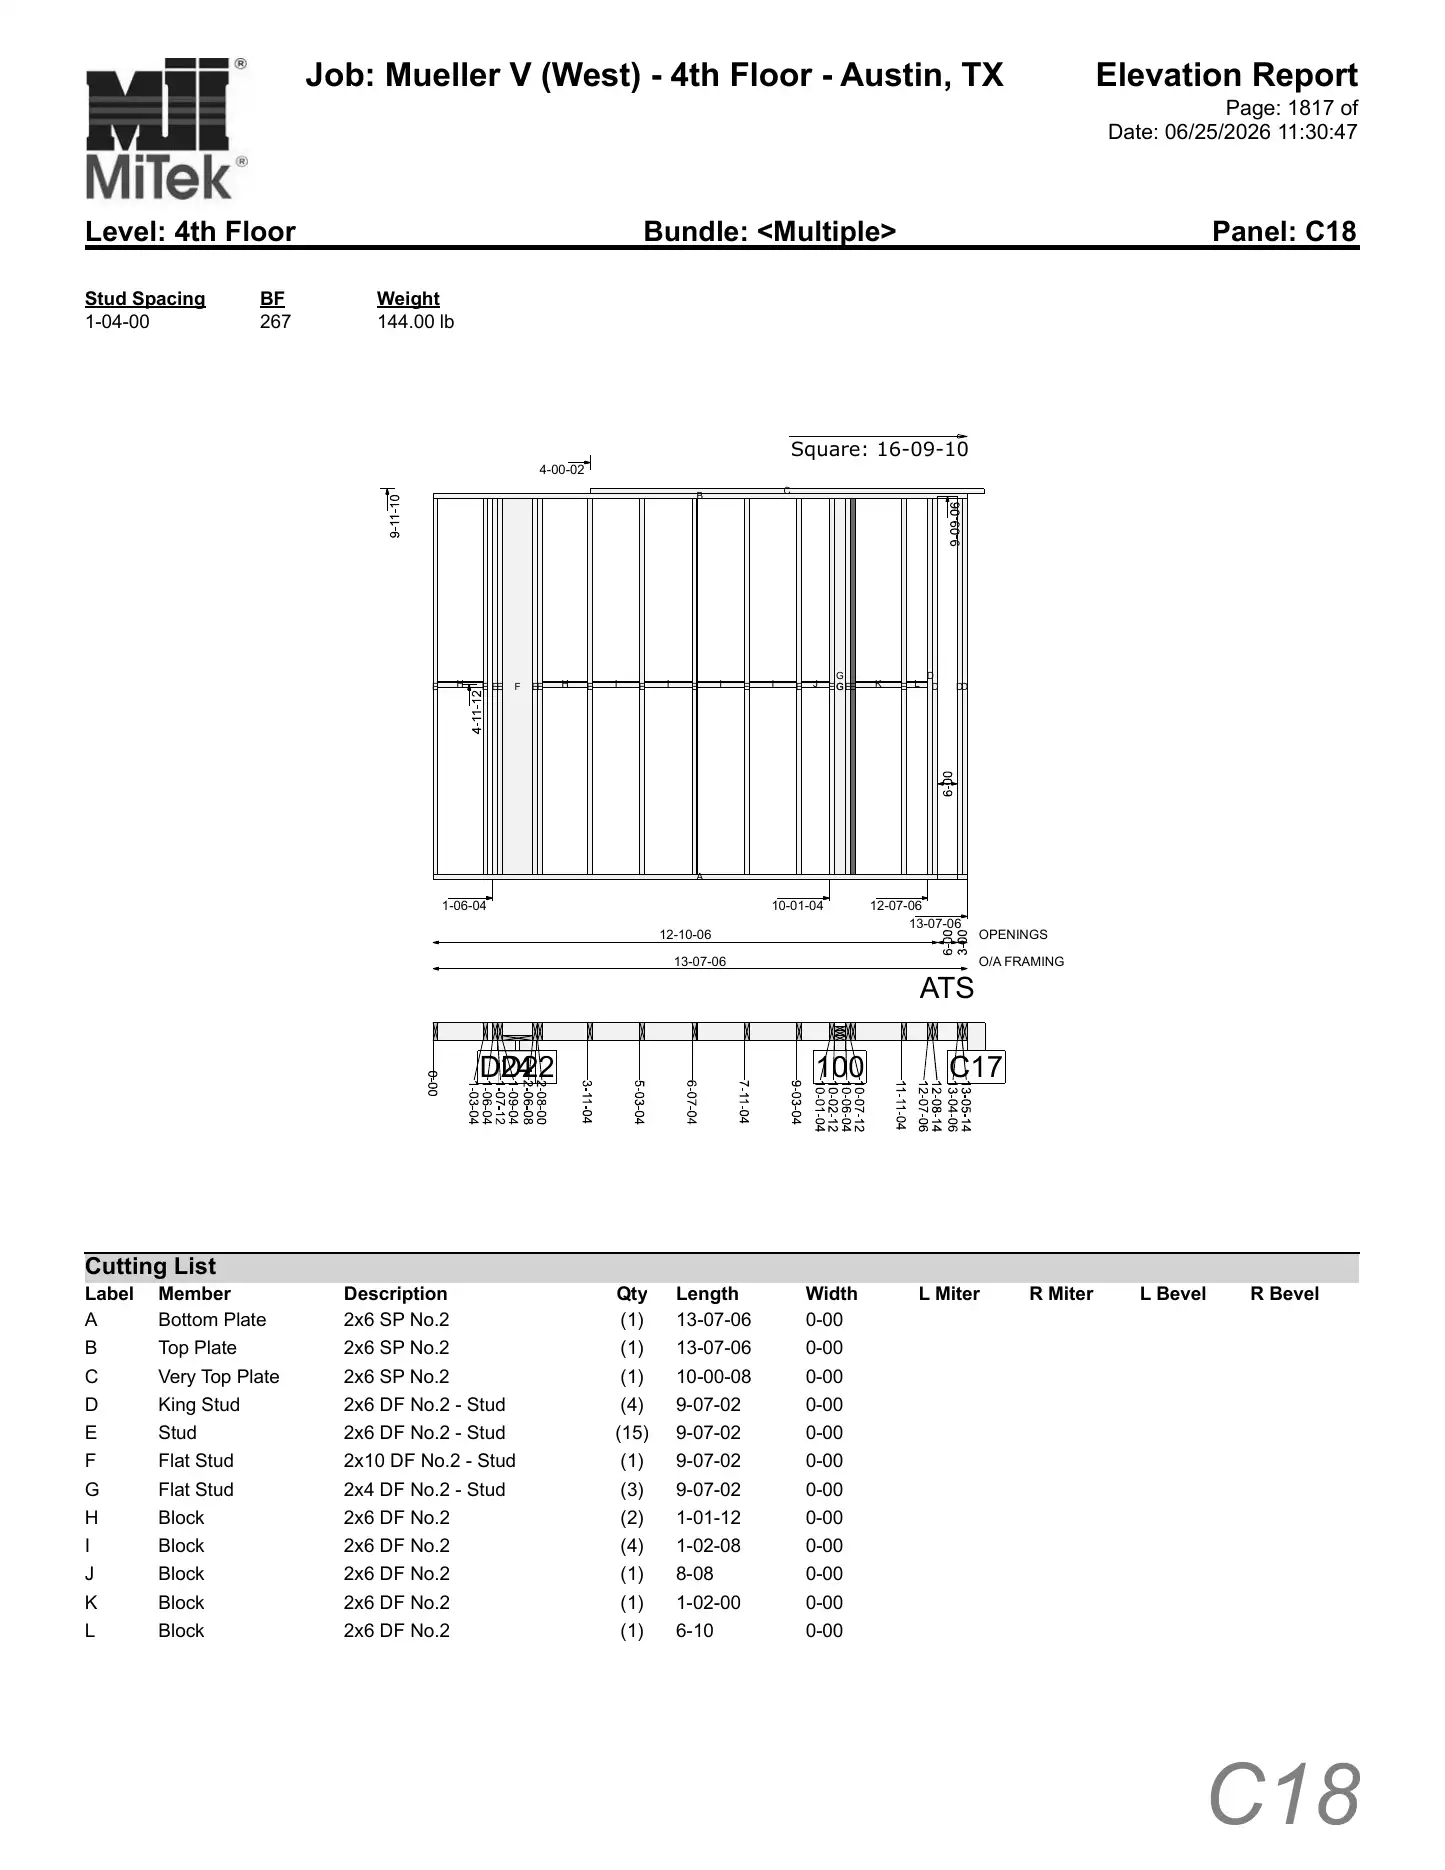 Job: Mueller V (West) - 4th Floor - Austin, TX
Elevation Report
Page: 1817 of
Date: 06/25/2026 11:30:47
MiTek®
Level: 4th Floor Bundle: <Multiple> Panel: C18
Stud Spacing BF Weight
1-04-00 267 144.00 lb
Square: 16-09-10
4-00-02
C
B
9-11-10
9-09-06
G
D
H F H I I I I J G K L D D D
4-11-12
6-00
A
1-06-04 10-01-04 12-07-06
13-07-06
12-10-06 6-00 3-00 OPENINGS
13-07-06 O/A FRAMING
ATS
D24 D22 100 C17
0-00 1-03-04 1-06-04 1-07-12 1-09-04 2-06-08 2-08-00 3-11-04 5-03-04 6-07-04 7-11-04 9-03-04 10-01-04 10-02-12 10-06-04 10-07-12 11-11-04 12-07-06 12-08-14 13-04-06 13-05-14
Cutting List
Label Member Description Qty Length Width L Miter R Miter L Bevel R Bevel
A Bottom Plate 2x6 SP No.2 (1) 13-07-06 0-00
B Top Plate 2x6 SP No.2 (1) 13-07-06 0-00
C Very Top Plate 2x6 SP No.2 (1) 10-00-08 0-00
D King Stud 2x6 DF No.2 - Stud (4) 9-07-02 0-00
E Stud 2x6 DF No.2 - Stud (15) 9-07-02 0-00
F Flat Stud 2x10 DF No.2 - Stud (1) 9-07-02 0-00
G Flat Stud 2x4 DF No.2 - Stud (3) 9-07-02 0-00
H Block 2x6 DF No.2 (2) 1-01-12 0-00
I Block 2x6 DF No.2 (4) 1-02-08 0-00
J Block 2x6 DF No.2 (1) 8-08 0-00
K Block 2x6 DF No.2 (1) 1-02-00 0-00
L Block 2x6 DF No.2 (1) 6-10 0-00
C18